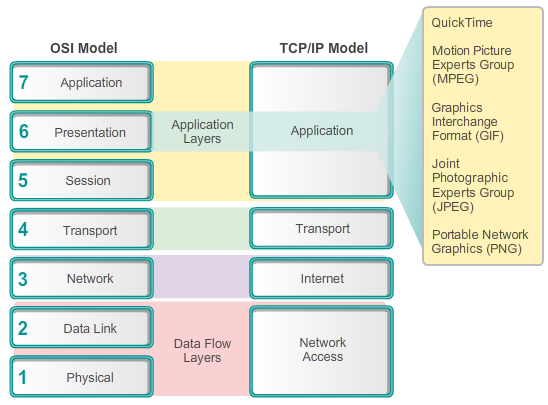 OSI Model
TCP/IP Model
7 Application
6 Presentation
5 Session
4 Transport
3 Network
2 Data Link
1 Physical
Application
Layers
Data Flow
Layers
Application
Transport
Internet
Network
Access
QuickTime
Motion Picture
Experts Group
(MPEG)
Graphics
Interchange
Format (GIF)
Joint
Photographic
Experts Group
(JPEG)
Portable Network
Graphics (PNG)